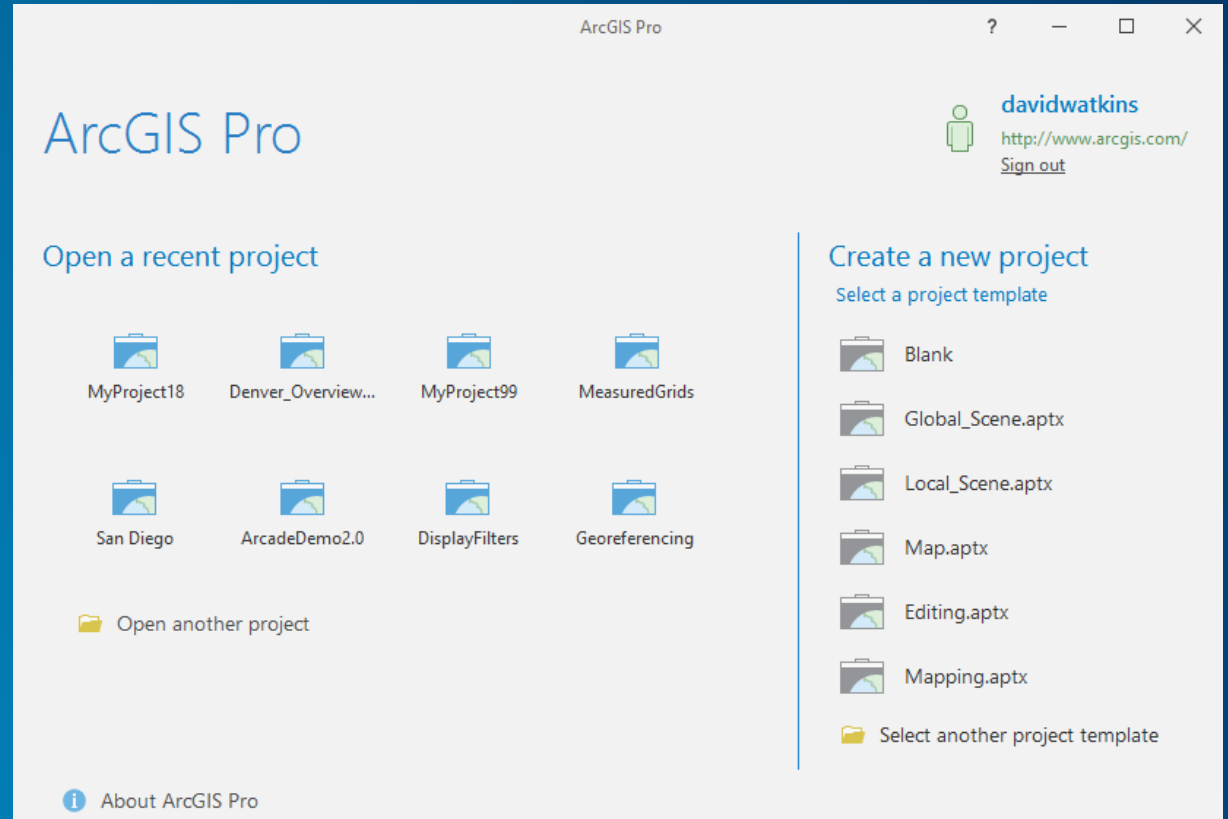 ArcGIS Pro
?
ArcGIS Pro
davidwatkins
http://www.arcgis.com/
Sign out
Open a recent project
MyProject18 Denver_Overview... MyProject99 MeasuredGrids
San Diego ArcadeDemo2.0 DisplayFilters Georeferencing
Open another project
Create a new project
Select a project template
Blank
Global_Scene.aptx
Local_Scene.aptx
Map.aptx
Editing.aptx
Mapping.aptx
Select another project template
About ArcGIS Pro